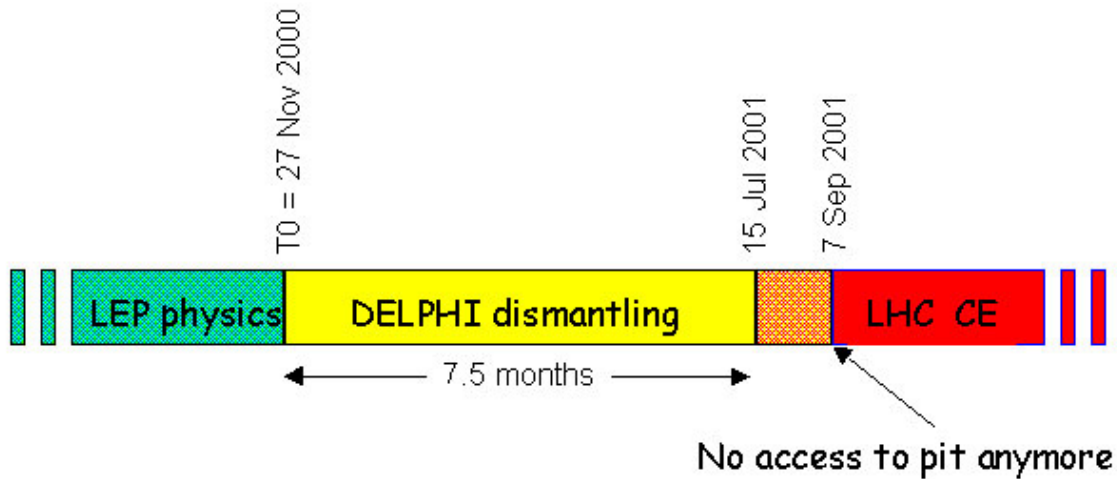 T0 = 27 Nov 2000
15 Jul 2001
7 Sep 2001
LEP physics
DELPHI dismantling
LHC CE
7.5 months
No access to pit anymore